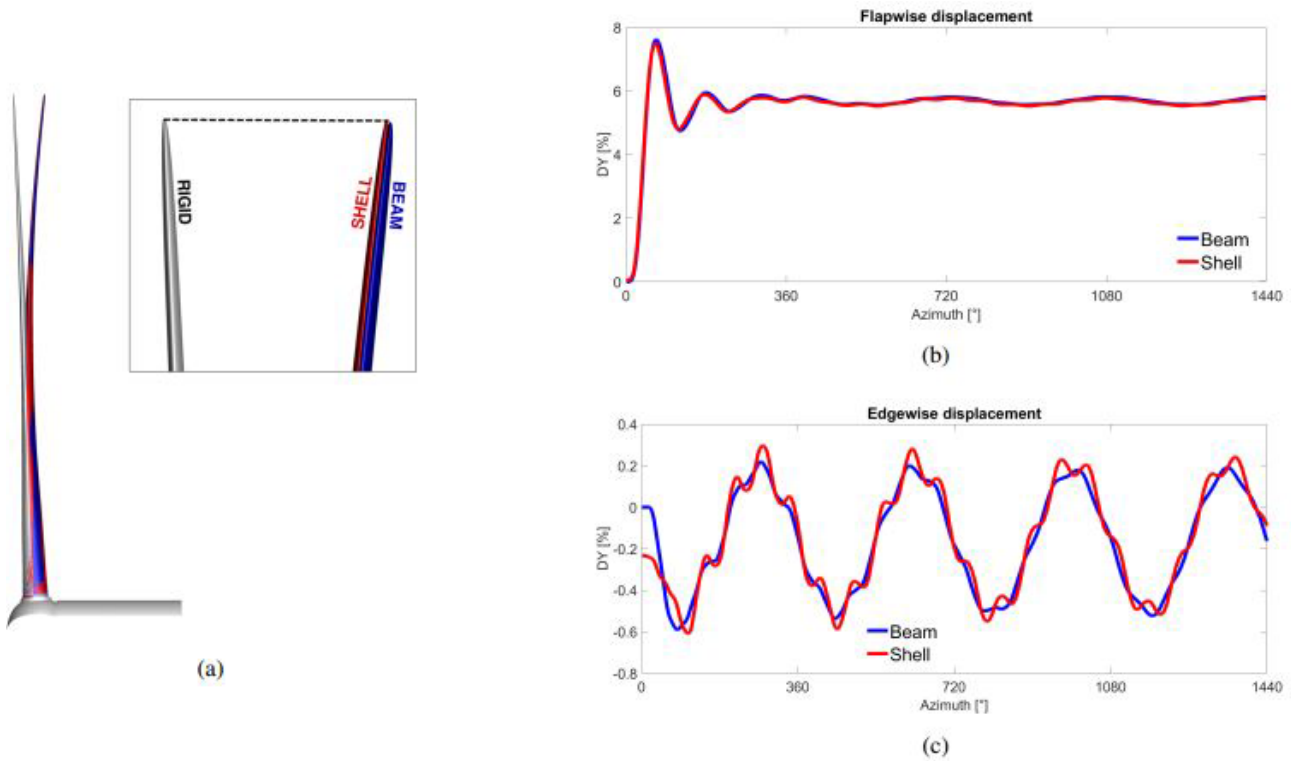 RIGID
SHELL
BEAM
(a)
Flapwise displacement
8
6
4
2
0
DY [%]
0 360 720 1080 1440
Azimuth [°]
Beam
Shell
(b)
Edgewise displacement
0.4
0.2
0
-0.2
-0.4
-0.6
-0.8
DY [%]
0 360 720 1080 1440
Azimuth [°]
Beam
Shell
(c)